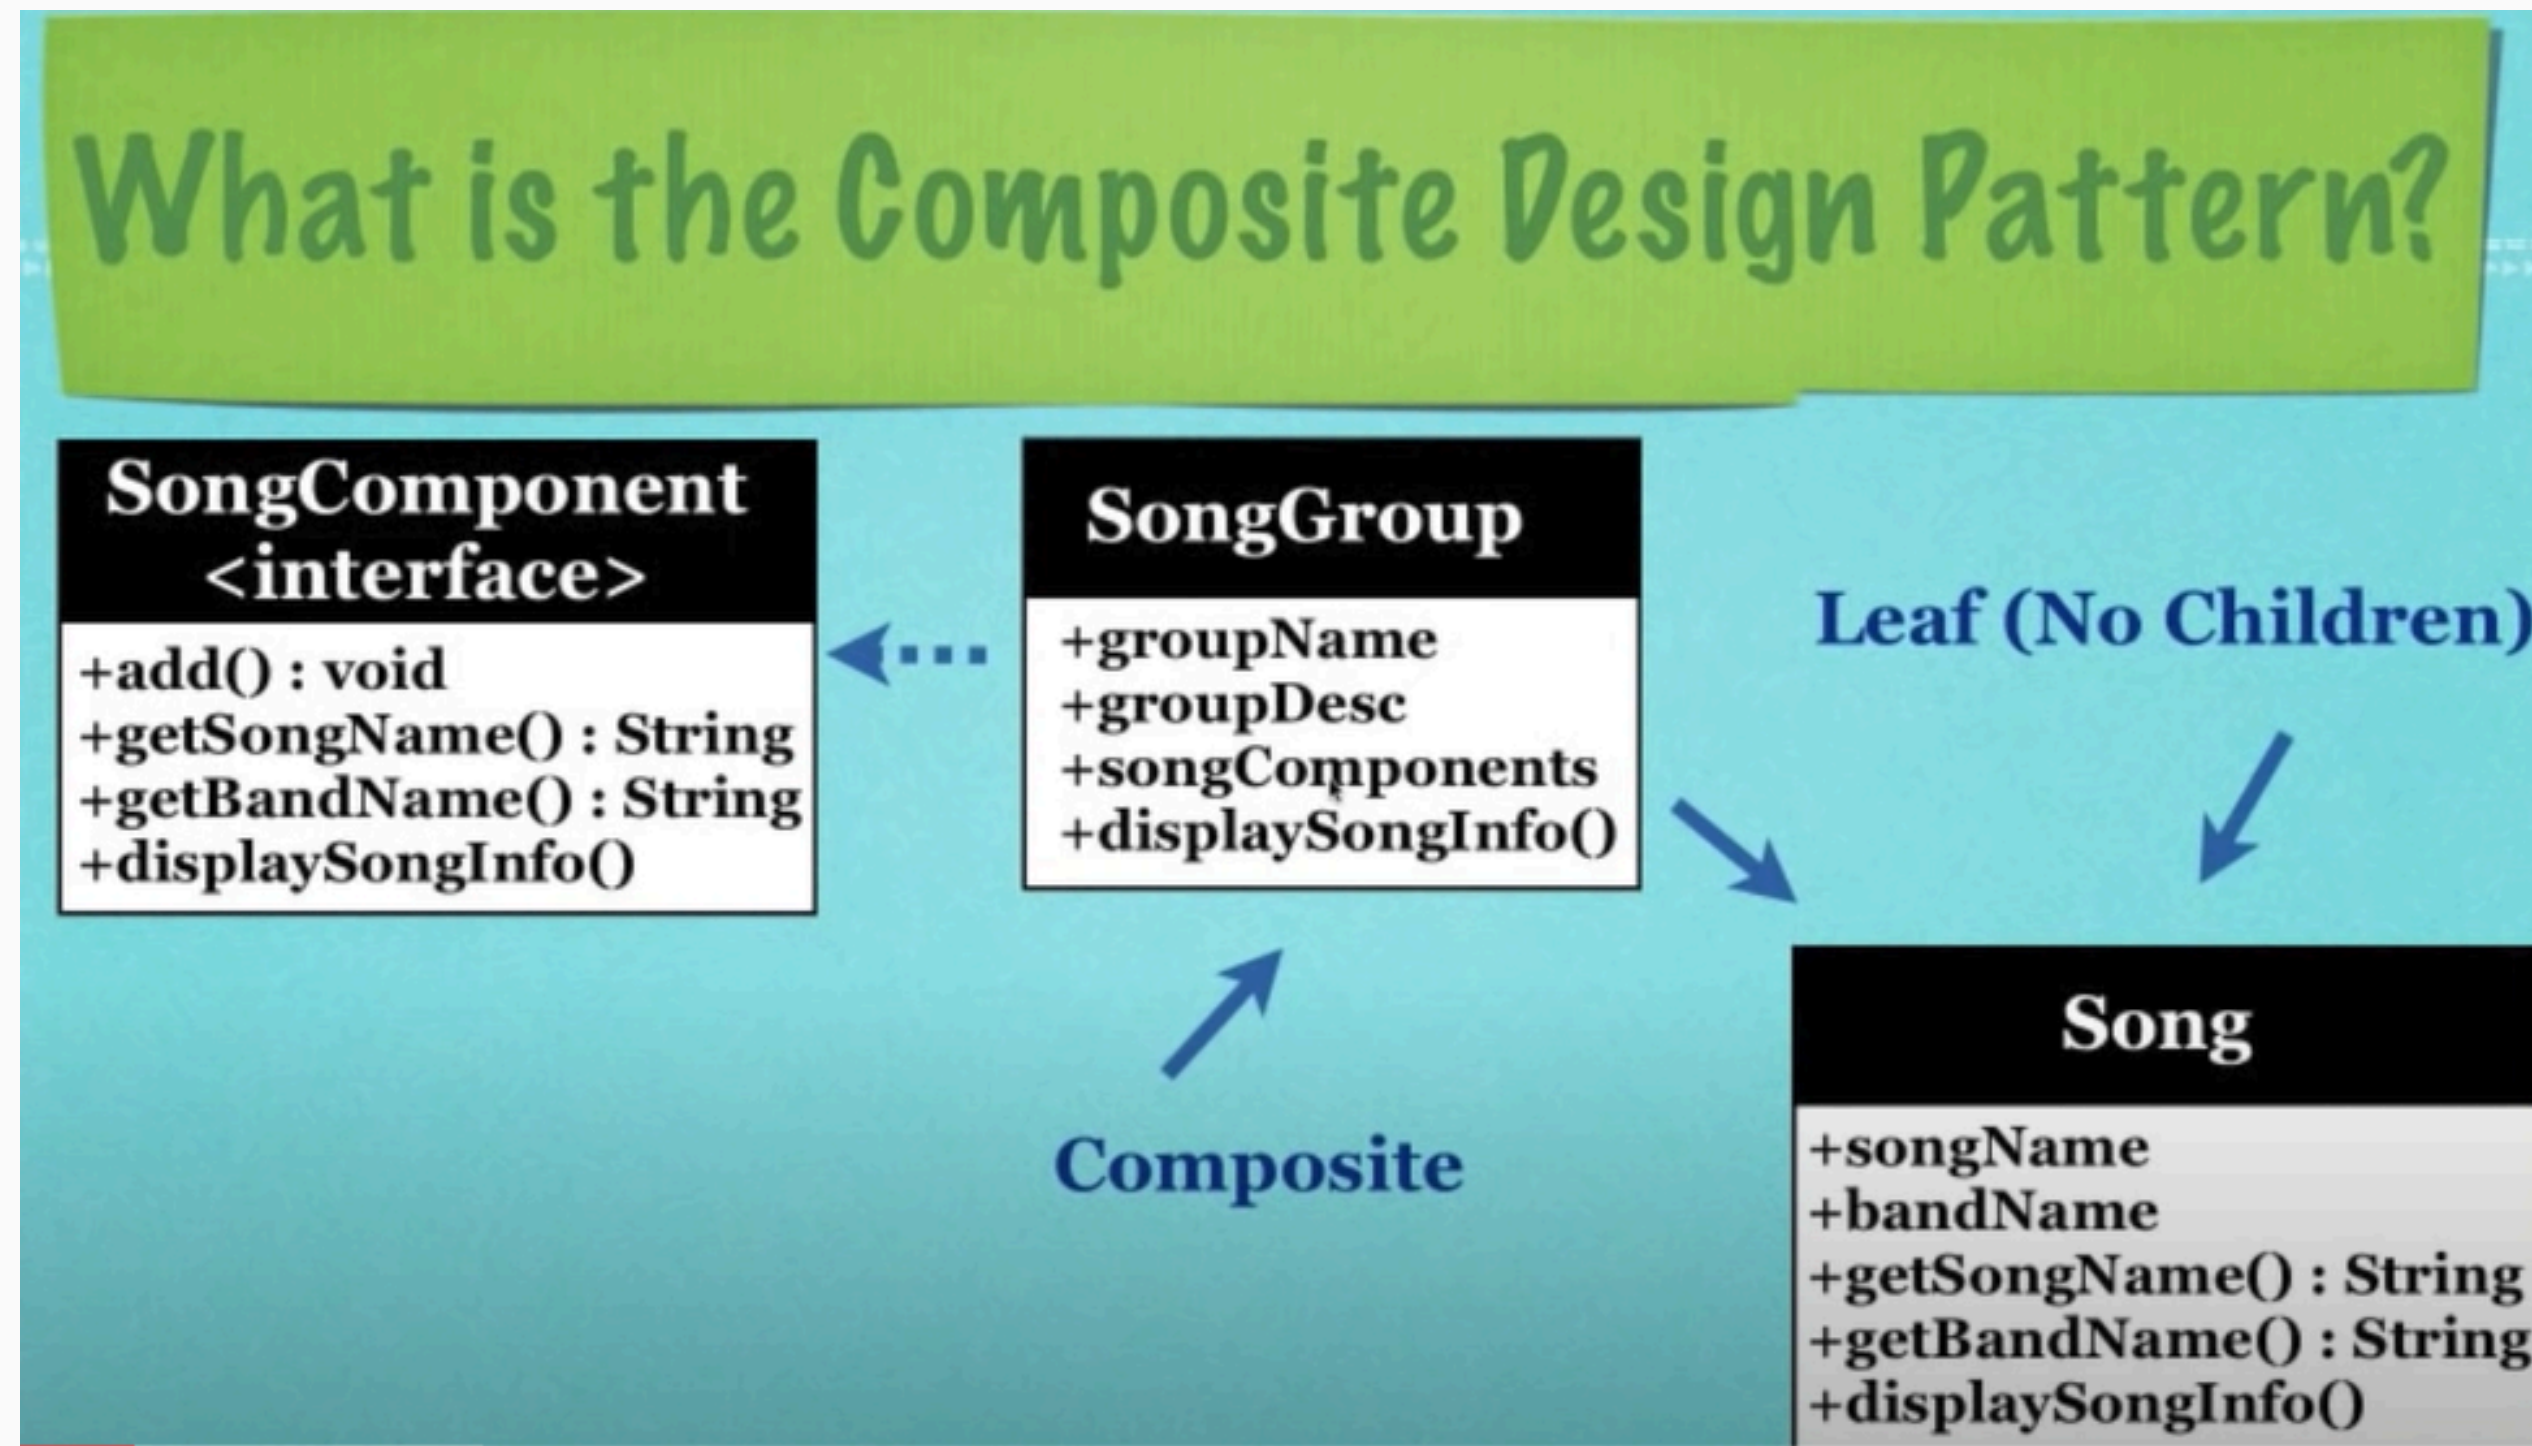 What is the Composite Design Pattern?
SongComponent
<interface>
+add() : void
+getSongName() : String
+getBandName() : String
+displaySongInfo()
SongGroup
+groupName
+groupDesc
+songComponents
+displaySongInfo()
Composite
Leaf (No Children)
Song
+songName
+bandName
+getSongName() : String
+getBandName() : String
+displaySongInfo()